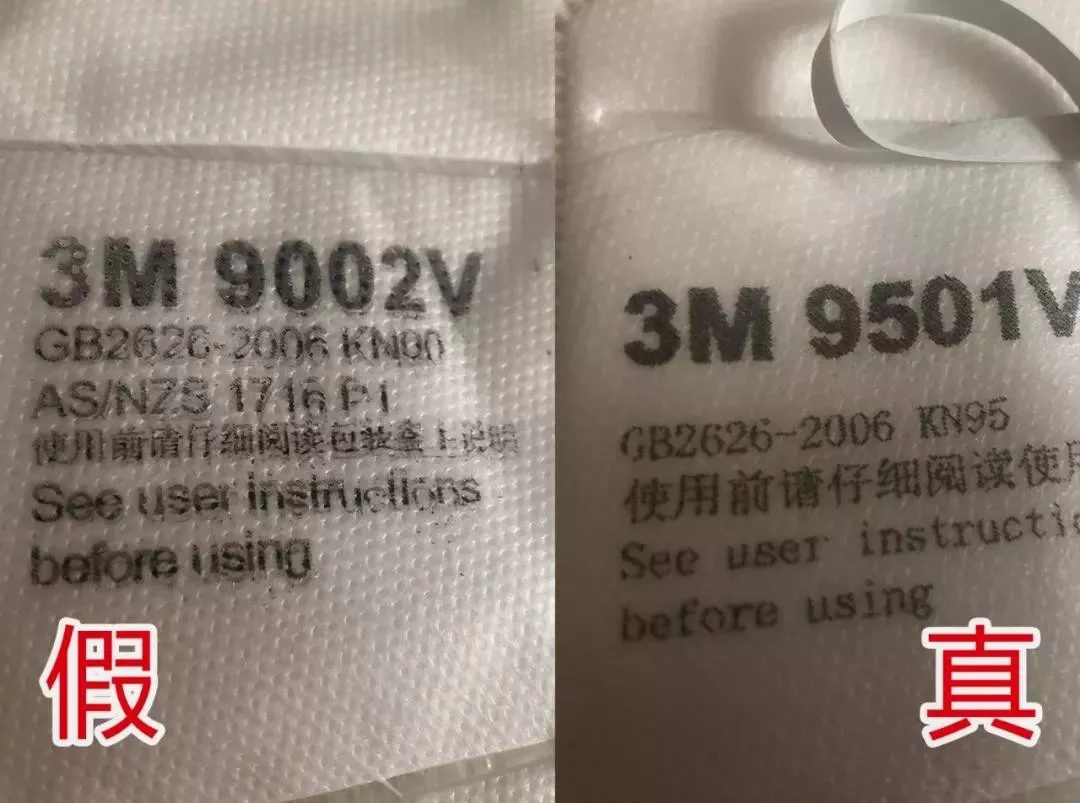 3M 9002V
GB2626-2006 KN90
AS/NZS 1716 P1
使用前请仔细阅读包装盒上说明
See user instructions
before using
假
3M 9501V
GB2626-2006 KN95
使用前请仔细阅读使用
See user instructi
before using
真